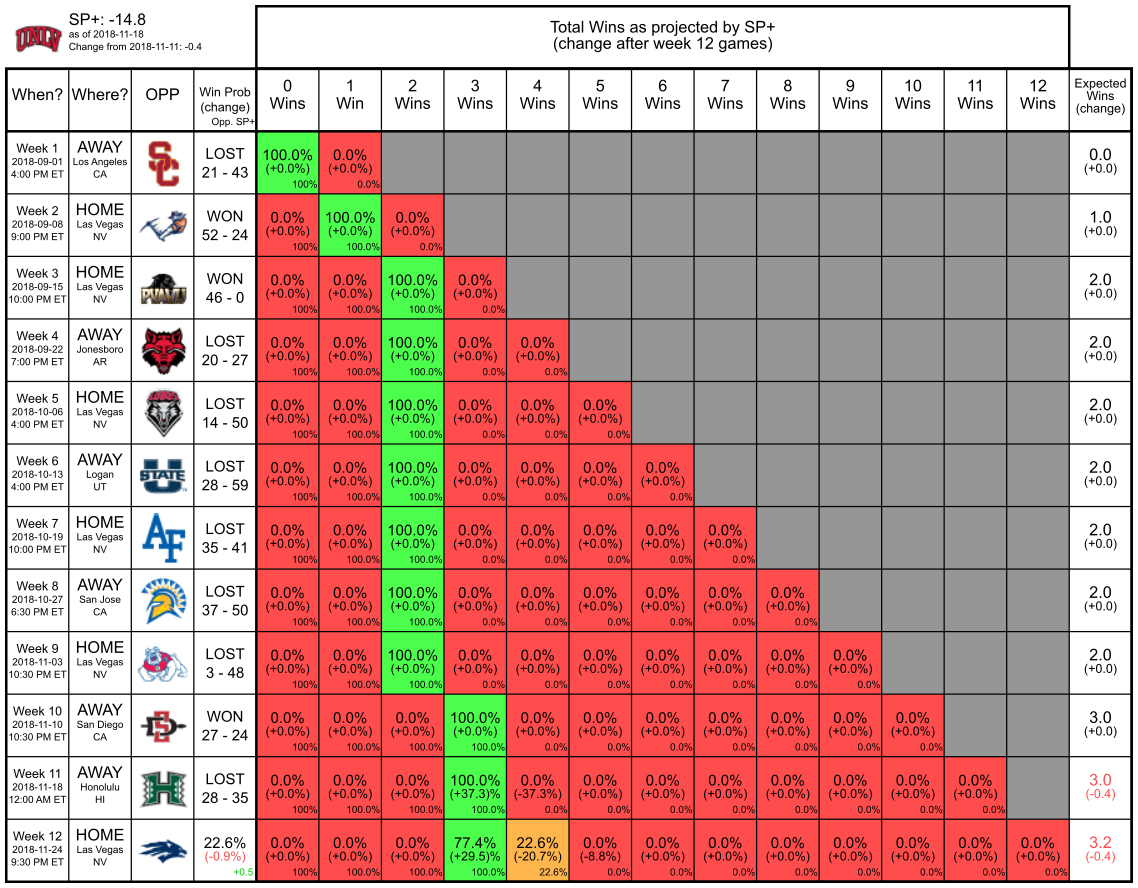 UNLV
SP+: -14.8
as of 2018-11-18
Change from 2018-11-11: -0.4
Total Wins as projected by SP+
(change after week 12 games)
When? Where? OPP Win Prob (change) Opp. SP+ 0 Wins 1 Win 2 Wins 3 Wins 4 Wins 5 Wins 6 Wins 7 Wins 8 Wins 9 Wins 10 Wins 11 Wins 12 Wins Expected Wins (change)
Week 1 AWAY LOST 100.0% 0.0% 0.0
2018-09-01 Los Angeles SC (+0.0%) (+0.0%) (+0.0)
4:00 PM ET CA 21 - 43 100% 0.0%
Week 2 HOME WON 0.0% 100.0% 0.0% 1.0
2018-09-08 Las Vegas (+0.0%) (+0.0%) (+0.0%) (+0.0)
9:00 PM ET NV 52 - 24 100% 100.0% 0.0%
Week 3 HOME WON 0.0% 0.0% 100.0% 0.0% 2.0
2018-09-15 Las Vegas PVAMU (+0.0%) (+0.0%) (+0.0%) (+0.0%) (+0.0)
10:00 PM ET NV 46 - 0 100% 100.0% 100.0% 0.0%
Week 4 AWAY LOST 0.0% 0.0% 100.0% 0.0% 0.0% 2.0
2018-09-22 Jonesboro (+0.0%) (+0.0%) (+0.0%) (+0.0%) (+0.0%) (+0.0)
7:00 PM ET AR 20 - 27 100% 100.0% 100.0% 0.0% 0.0%
Week 5 HOME LOST 0.0% 0.0% 100.0% 0.0% 0.0% 0.0% 2.0
2018-10-06 Las Vegas (+0.0%) (+0.0%) (+0.0%) (+0.0%) (+0.0%) (+0.0%) (+0.0)
4:00 PM ET NV 14 - 50 100% 100.0% 100.0% 0.0% 0.0% 0.0%
Week 6 AWAY LOST 0.0% 0.0% 100.0% 0.0% 0.0% 0.0% 0.0% 2.0
2018-10-13 Logan U STATE (+0.0%) (+0.0%) (+0.0%) (+0.0%) (+0.0%) (+0.0%) (+0.0%) (+0.0)
4:00 PM ET UT 28 - 59 100% 100.0% 100.0% 0.0% 0.0% 0.0% 0.0%
Week 7 HOME LOST 0.0% 0.0% 100.0% 0.0% 0.0% 0.0% 0.0% 0.0% 2.0
2018-10-19 Las Vegas AF (+0.0%) (+0.0%) (+0.0%) (+0.0%) (+0.0%) (+0.0%) (+0.0%) (+0.0%) (+0.0)
10:00 PM ET NV 35 - 41 100% 100.0% 100.0% 0.0% 0.0% 0.0% 0.0% 0.0%
Week 8 AWAY LOST 0.0% 0.0% 100.0% 0.0% 0.0% 0.0% 0.0% 0.0% 0.0% 2.0
2018-10-27 San Jose (+0.0%) (+0.0%) (+0.0%) (+0.0%) (+0.0%) (+0.0%) (+0.0%) (+0.0%) (+0.0%) (+0.0)
6:30 PM ET CA 37 - 50 100% 100.0% 100.0% 0.0% 0.0% 0.0% 0.0% 0.0% 0.0%
Week 9 HOME LOST 0.0% 0.0% 100.0% 0.0% 0.0% 0.0% 0.0% 0.0% 0.0% 0.0% 2.0
2018-11-03 Las Vegas (+0.0%) (+0.0%) (+0.0%) (+0.0%) (+0.0%) (+0.0%) (+0.0%) (+0.0%) (+0.0%) (+0.0%) (+0.0)
10:30 PM ET NV 3 - 48 100% 100.0% 100.0% 0.0% 0.0% 0.0% 0.0% 0.0% 0.0% 0.0%
Week 10 AWAY WON 0.0% 0.0% 0.0% 100.0% 0.0% 0.0% 0.0% 0.0% 0.0% 0.0% 0.0% 3.0
2018-11-10 San Diego SD (+0.0%) (+0.0%) (+0.0%) (+0.0%) (+0.0%) (+0.0%) (+0.0%) (+0.0%) (+0.0%) (+0.0%) (+0.0%) (+0.0)
10:30 PM ET CA 27 - 24 100% 100.0% 100.0% 100.0% 0.0% 0.0% 0.0% 0.0% 0.0% 0.0% 0.0%
Week 11 AWAY LOST 0.0% 0.0% 0.0% 100.0% 0.0% 0.0% 0.0% 0.0% 0.0% 0.0% 0.0% 0.0% 3.0
2018-11-18 Honolulu H (+0.0%) (+0.0%) (+0.0%) (+37.3)% (-37.3%) (+0.0%) (+0.0%) (+0.0%) (+0.0%) (+0.0%) (+0.0%) (+0.0%) (-0.4)
12:00 AM ET HI 28 - 35 100% 100.0% 100.0% 100.0% 0.0% 0.0% 0.0% 0.0% 0.0% 0.0% 0.0% 0.0%
Week 12 HOME 22.6% 0.0% 0.0% 0.0% 77.4% 22.6% 0.0% 0.0% 0.0% 0.0% 0.0% 0.0% 0.0% 0.0% 3.2
2018-11-24 Las Vegas (-0.9%) (+0.0%) (+0.0%) (+0.0%) (+29.5)% (-20.7%) (-8.8%) (+0.0%) (+0.0%) (+0.0%) (+0.0%) (+0.0%) (+0.0%) (+0.0%) (-0.4)
9:30 PM ET NV +0.5 100% 100.0% 100.0% 100.0% 22.6% 0.0% 0.0% 0.0% 0.0% 0.0% 0.0% 0.0% 0.0%